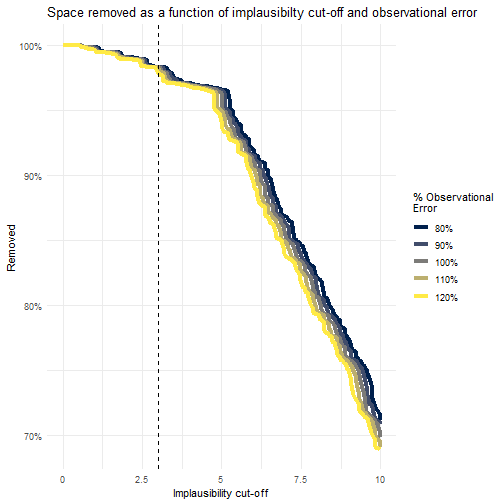 Space removed as a function of implausibilty cut-off and observational error
100%
90%
80%
70%
Removed
0
2.5
5.0
7.5
10
Implausibility cut-off
% Observational
Error
80%
90%
100%
110%
120%